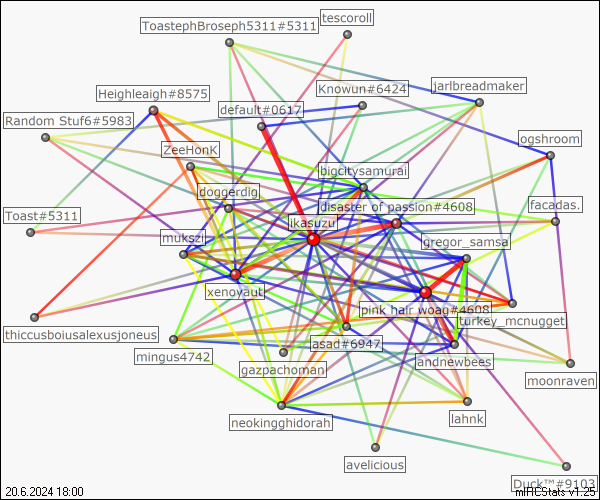 tescoroll
ToastephBroseph5311#5311
Knowun#6424
jarlbreadmaker
Heighleaigh#8575
default#0617
Random Stuf6#5983
ZeeHonK
ogshroom
bigcitysamurai
doggerdig
disaster of passion#4608
facadas.
Toast#5311
ikasuzu
mukszi
gregor_samsa
xenoyaut
pink hair woag#4608
turkey_mcnugget
thiccusboiusalexusjoneus
asad#6947
mingus4742
andnewbees
gazpachoman
moonraven
neokingghidorah
lahnk
avelicious
Duck™#9103
20.6.2024 18:00
mIRCStats v1.25